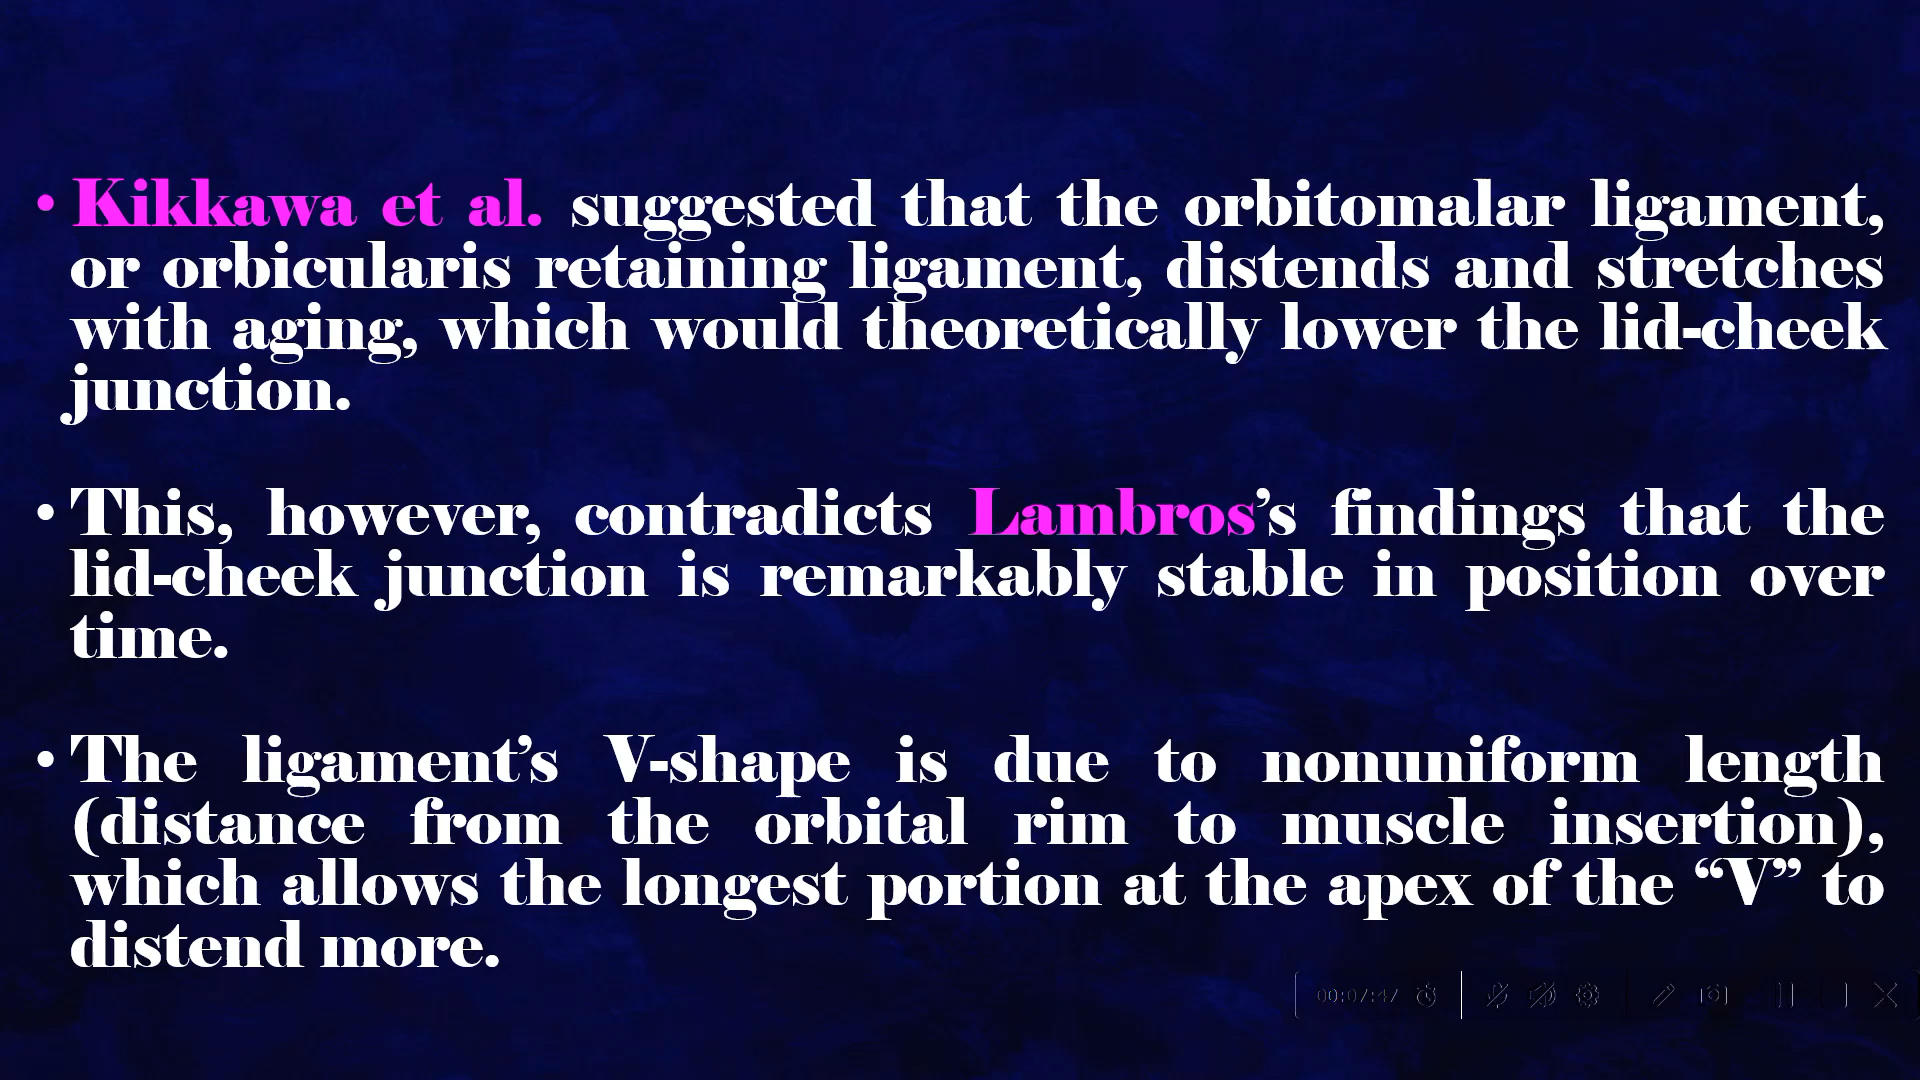 • Kikkawa et al. suggested that the orbitomalar ligament,
or orbicularis retaining ligament, distends and stretches
with aging, which would theoretically lower the lid-cheek
junction.
• This, however, contradicts Lambros’s findings that the
lid-cheek junction is remarkably stable in position over
time.
• The ligament’s V-shape is due to nonuniform length
(distance from the orbital rim to muscle insertion),
which allows the longest portion at the apex of the “V” to
distend more.
00:07:47